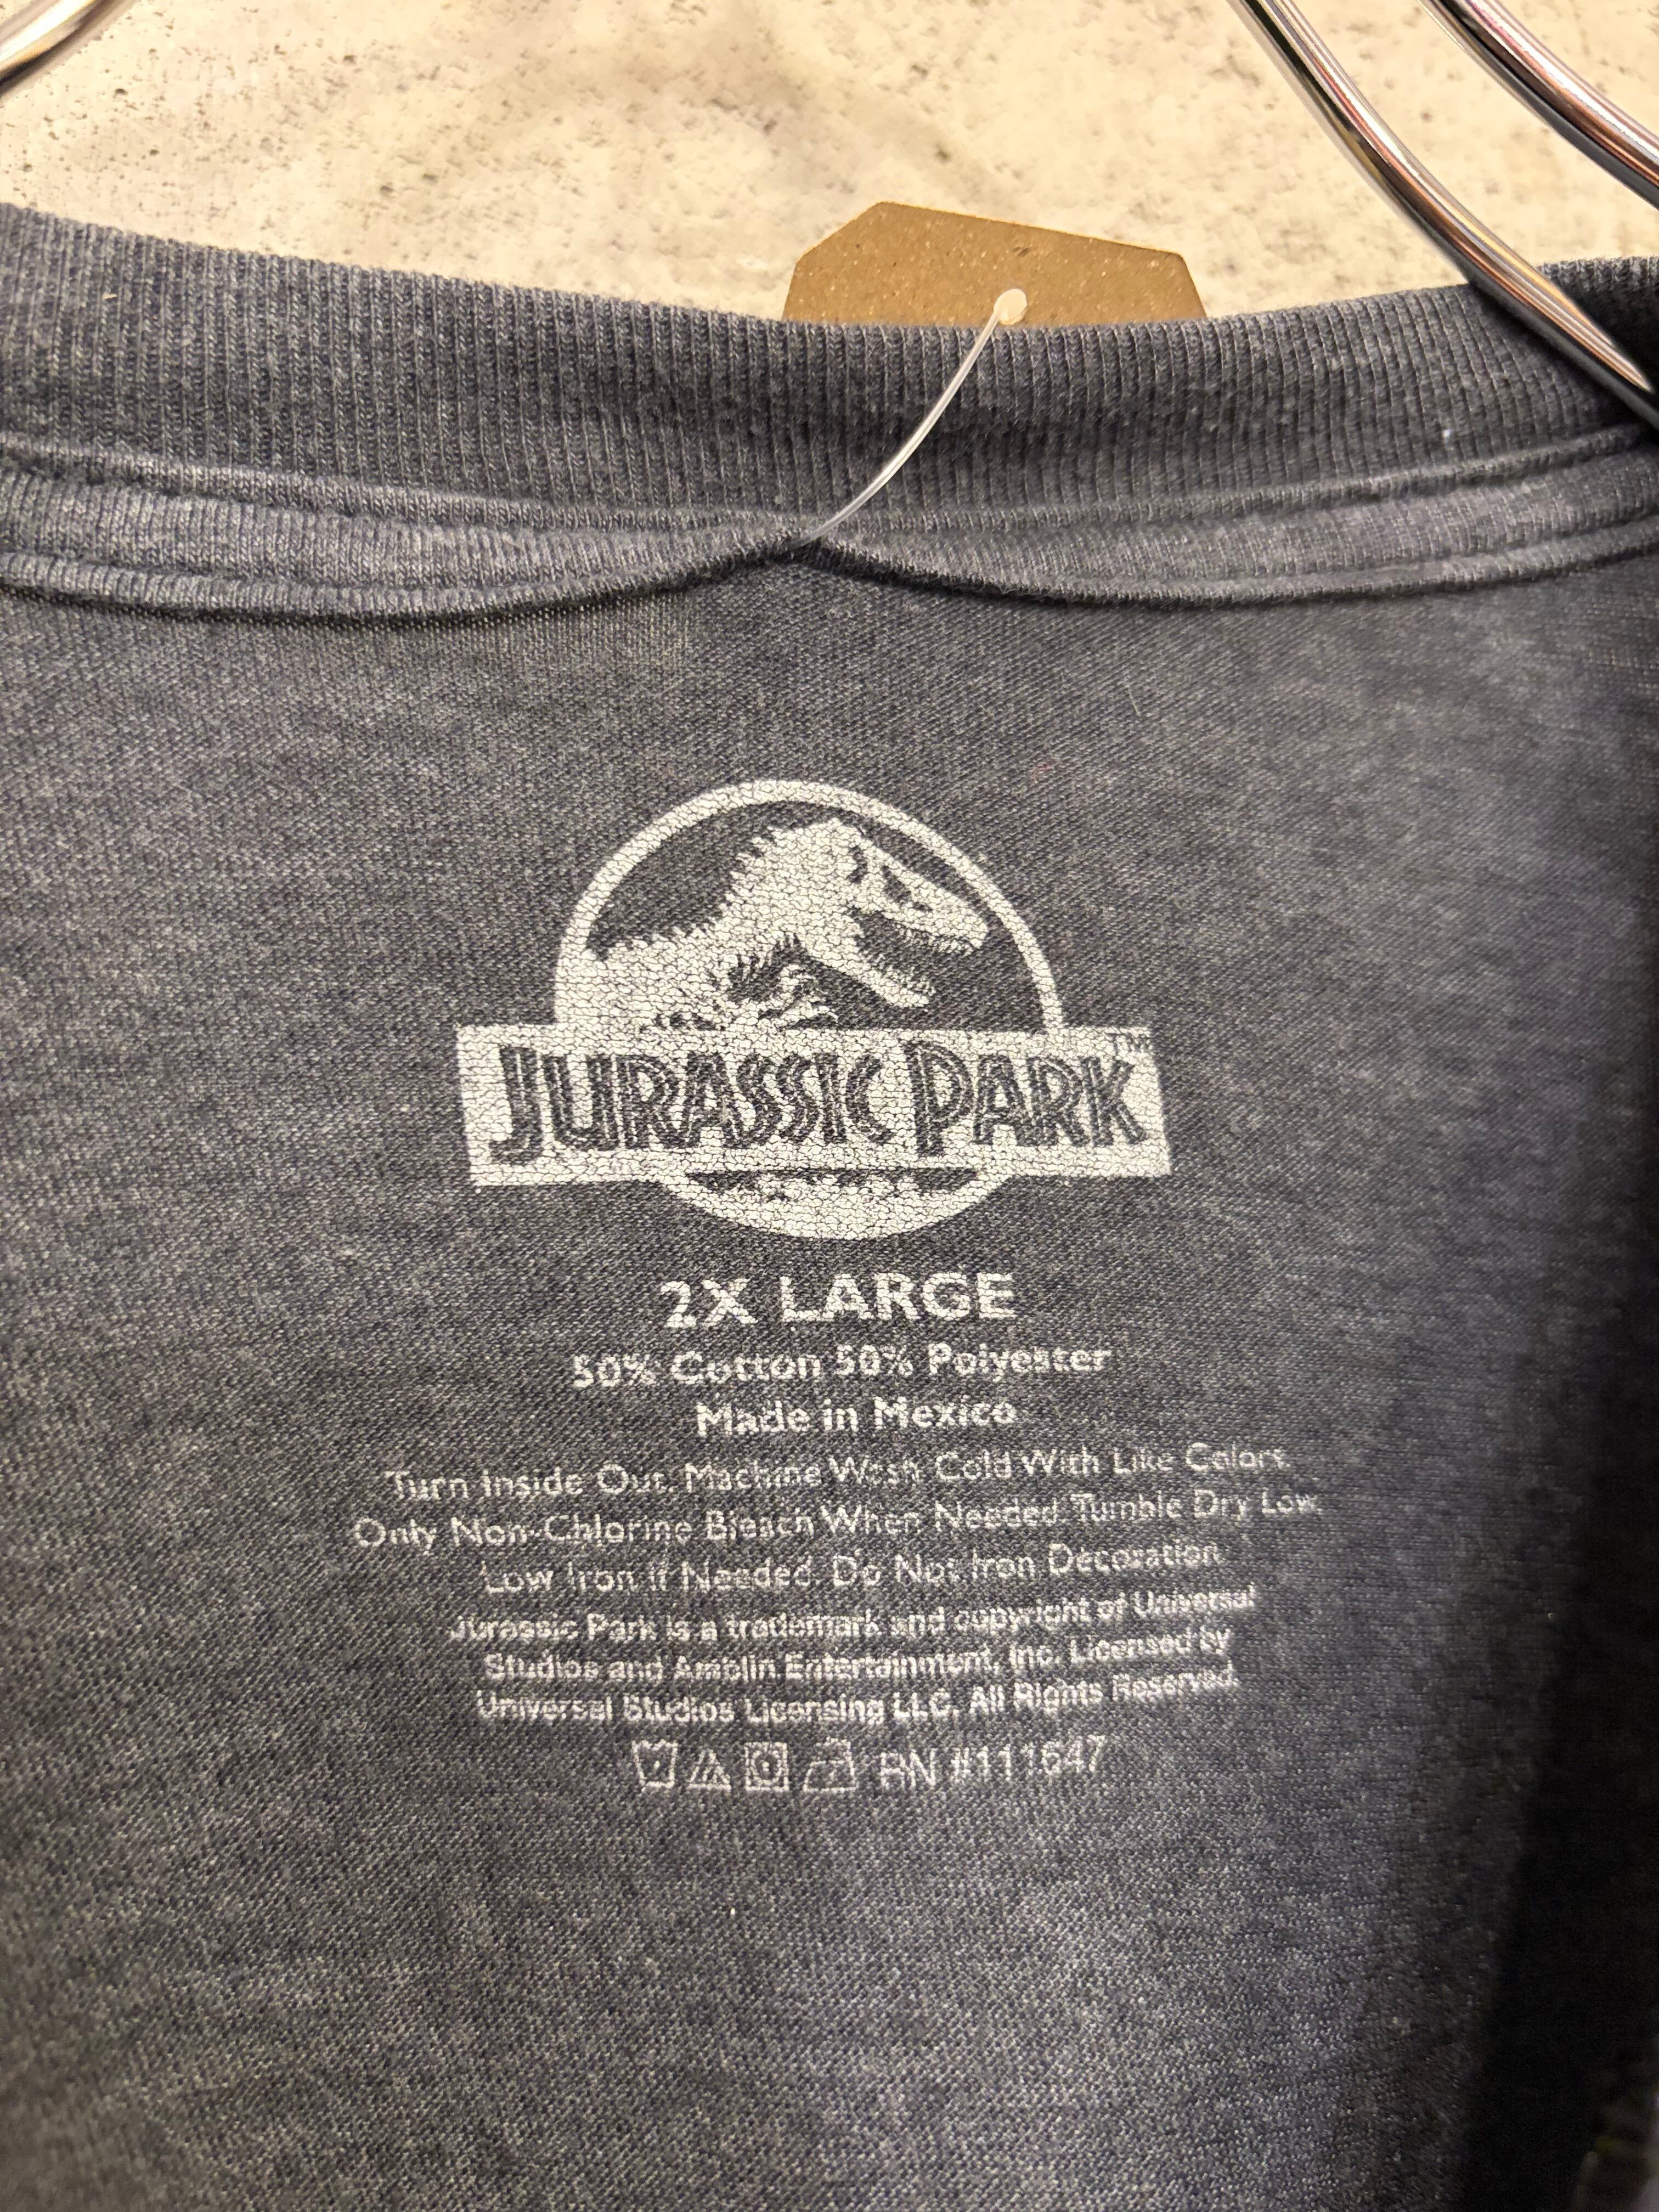 JURASSIC PARK™
2X LARGE
50% Cotton 50% Polyester
Made in Mexico
Turn Inside Out. Machine Wash Cold With Like Colors.
Only Non-Chlorine Bleach When Needed. Tumble Dry Low.
Low Iron if Needed. Do Not Iron Decoration
Jurassic Park is a trademark and copyright of Universal
Studios and Amblin Entertainment, Inc. Licensed by
Universal Studios Licensing LLC. All Rights Reserved.
RN #111647